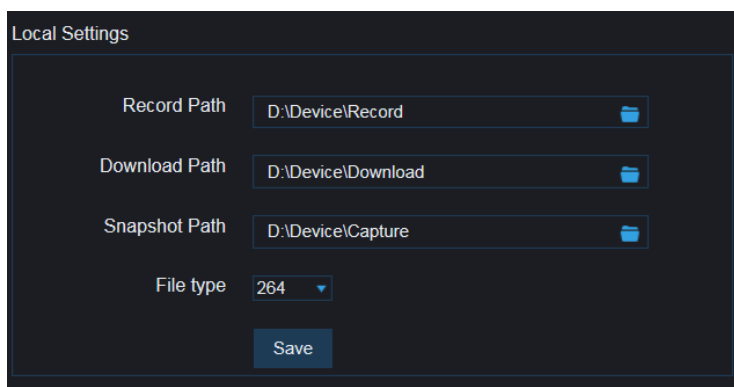 Local Settings
Record Path D:\Device\Record
Download Path D:\Device\Download
Snapshot Path D:\Device\Capture
File type 264
Save